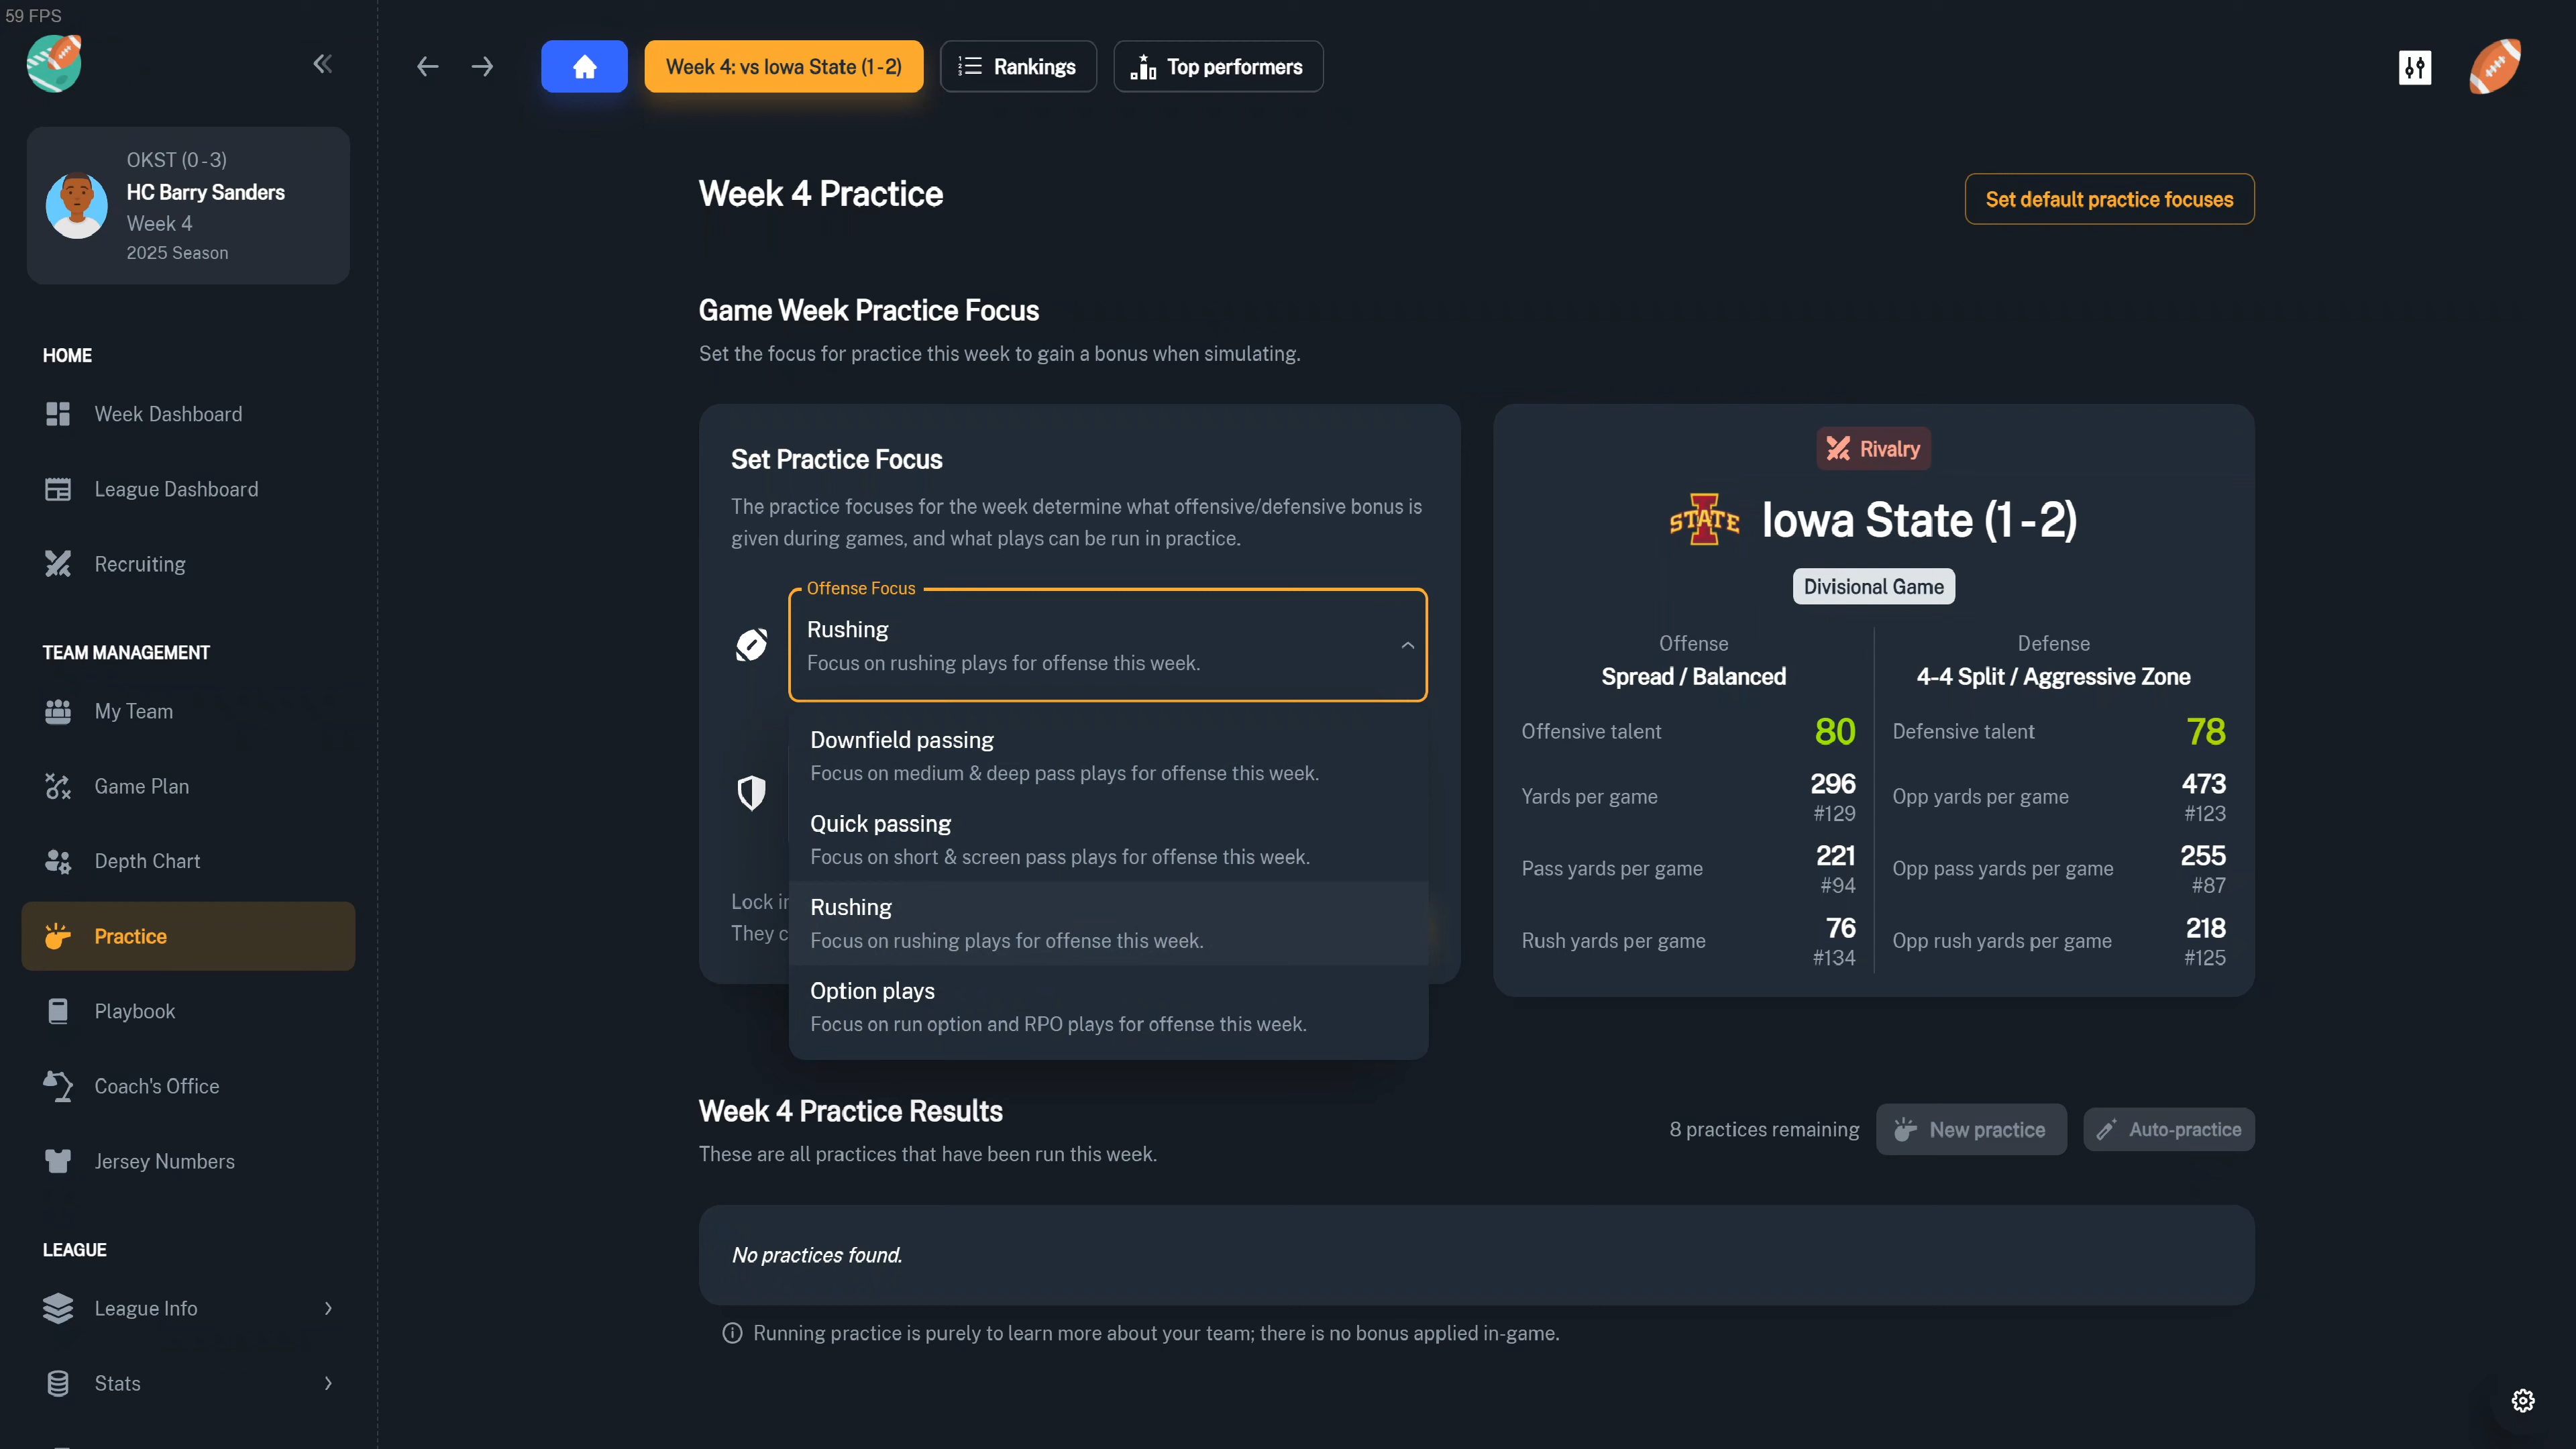 59 FPS
Week 4: vs Iowa State (1-2)
Rankings
Top performers
OKST (0-3)
HC Barry Sanders
Week 4
2025 Season
HOME
Week Dashboard
League Dashboard
Recruiting
TEAM MANAGEMENT
My Team
Game Plan
Depth Chart
Practice
Playbook
Coach's Office
Jersey Numbers
LEAGUE
League Info
Stats
Week 4 Practice
Set default practice focuses
Game Week Practice Focus
Set the focus for practice this week to gain a bonus when simulating.
Set Practice Focus
The practice focuses for the week determine what offensive/defensive bonus is
given during games, and what plays can be run in practice.
Offense Focus
Rushing
Focus on rushing plays for offense this week.
Downfield passing
Focus on medium & deep pass plays for offense this week.
Quick passing
Focus on short & screen pass plays for offense this week.
Rushing
Focus on rushing plays for offense this week.
Option plays
Focus on run option and RPO plays for offense this week.
Lock
They
Rivalry
STATE
Iowa State (1-2)
Divisional Game
Offense
Spread / Balanced
Offensive talent 80
Yards per game 296
#129
Pass yards per game 221
#94
Rush yards per game 76
#134
Defense
4-4 Split / Aggressive Zone
Defensive talent 78
Opp yards per game 473
#123
Opp pass yards per game 255
#87
Opp rush yards per game 218
#125
Week 4 Practice Results
These are all practices that have been run this week.
8 practices remaining
New practice
Auto-practice
No practices found.
Running practice is purely to learn more about your team; there is no bonus applied in-game.